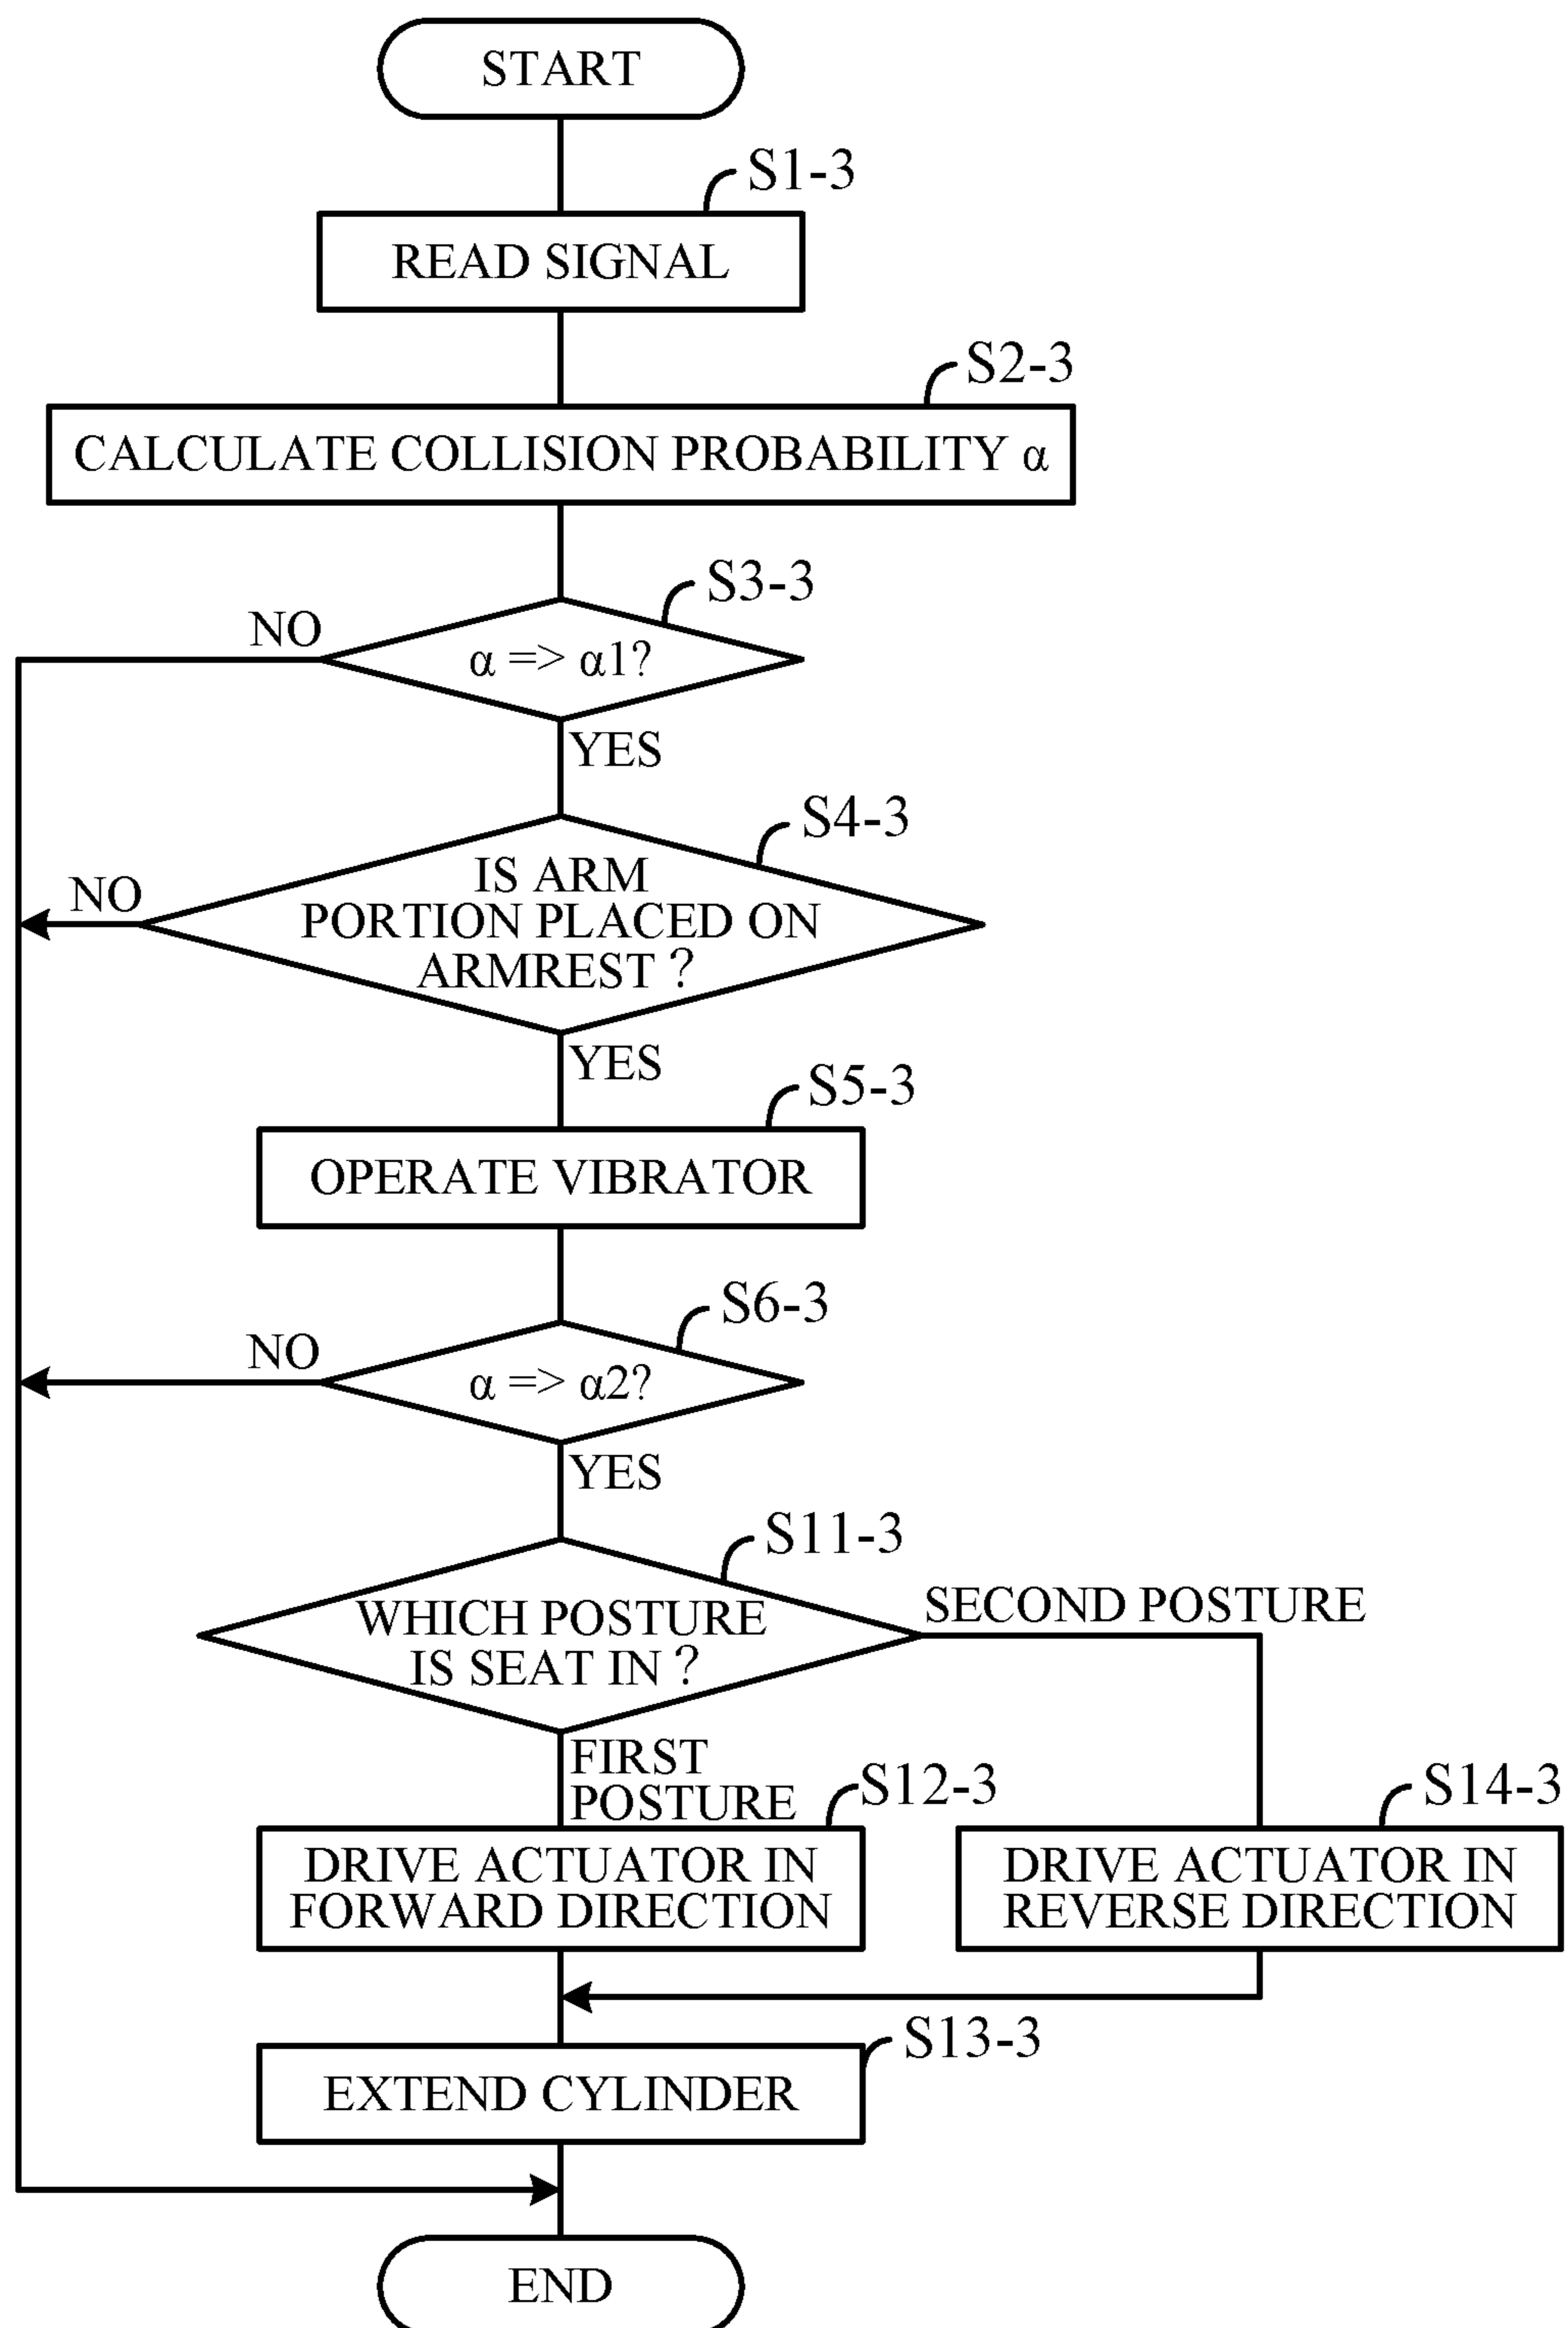 START
S1-3
READ SIGNAL
S2-3
CALCULATE COLLISION PROBABILITY α
S3-3
NO
α => α1?
YES
S4-3
NO
IS ARM
PORTION PLACED ON
ARMREST ?
YES
S5-3
OPERATE VIBRATOR
S6-3
NO
α => α2?
YES
S11-3
WHICH POSTURE
IS SEAT IN ?
SECOND POSTURE
FIRST
POSTURE
S12-3
DRIVE ACTUATOR IN
FORWARD DIRECTION
S14-3
DRIVE ACTUATOR IN
REVERSE DIRECTION
S13-3
EXTEND CYLINDER
END